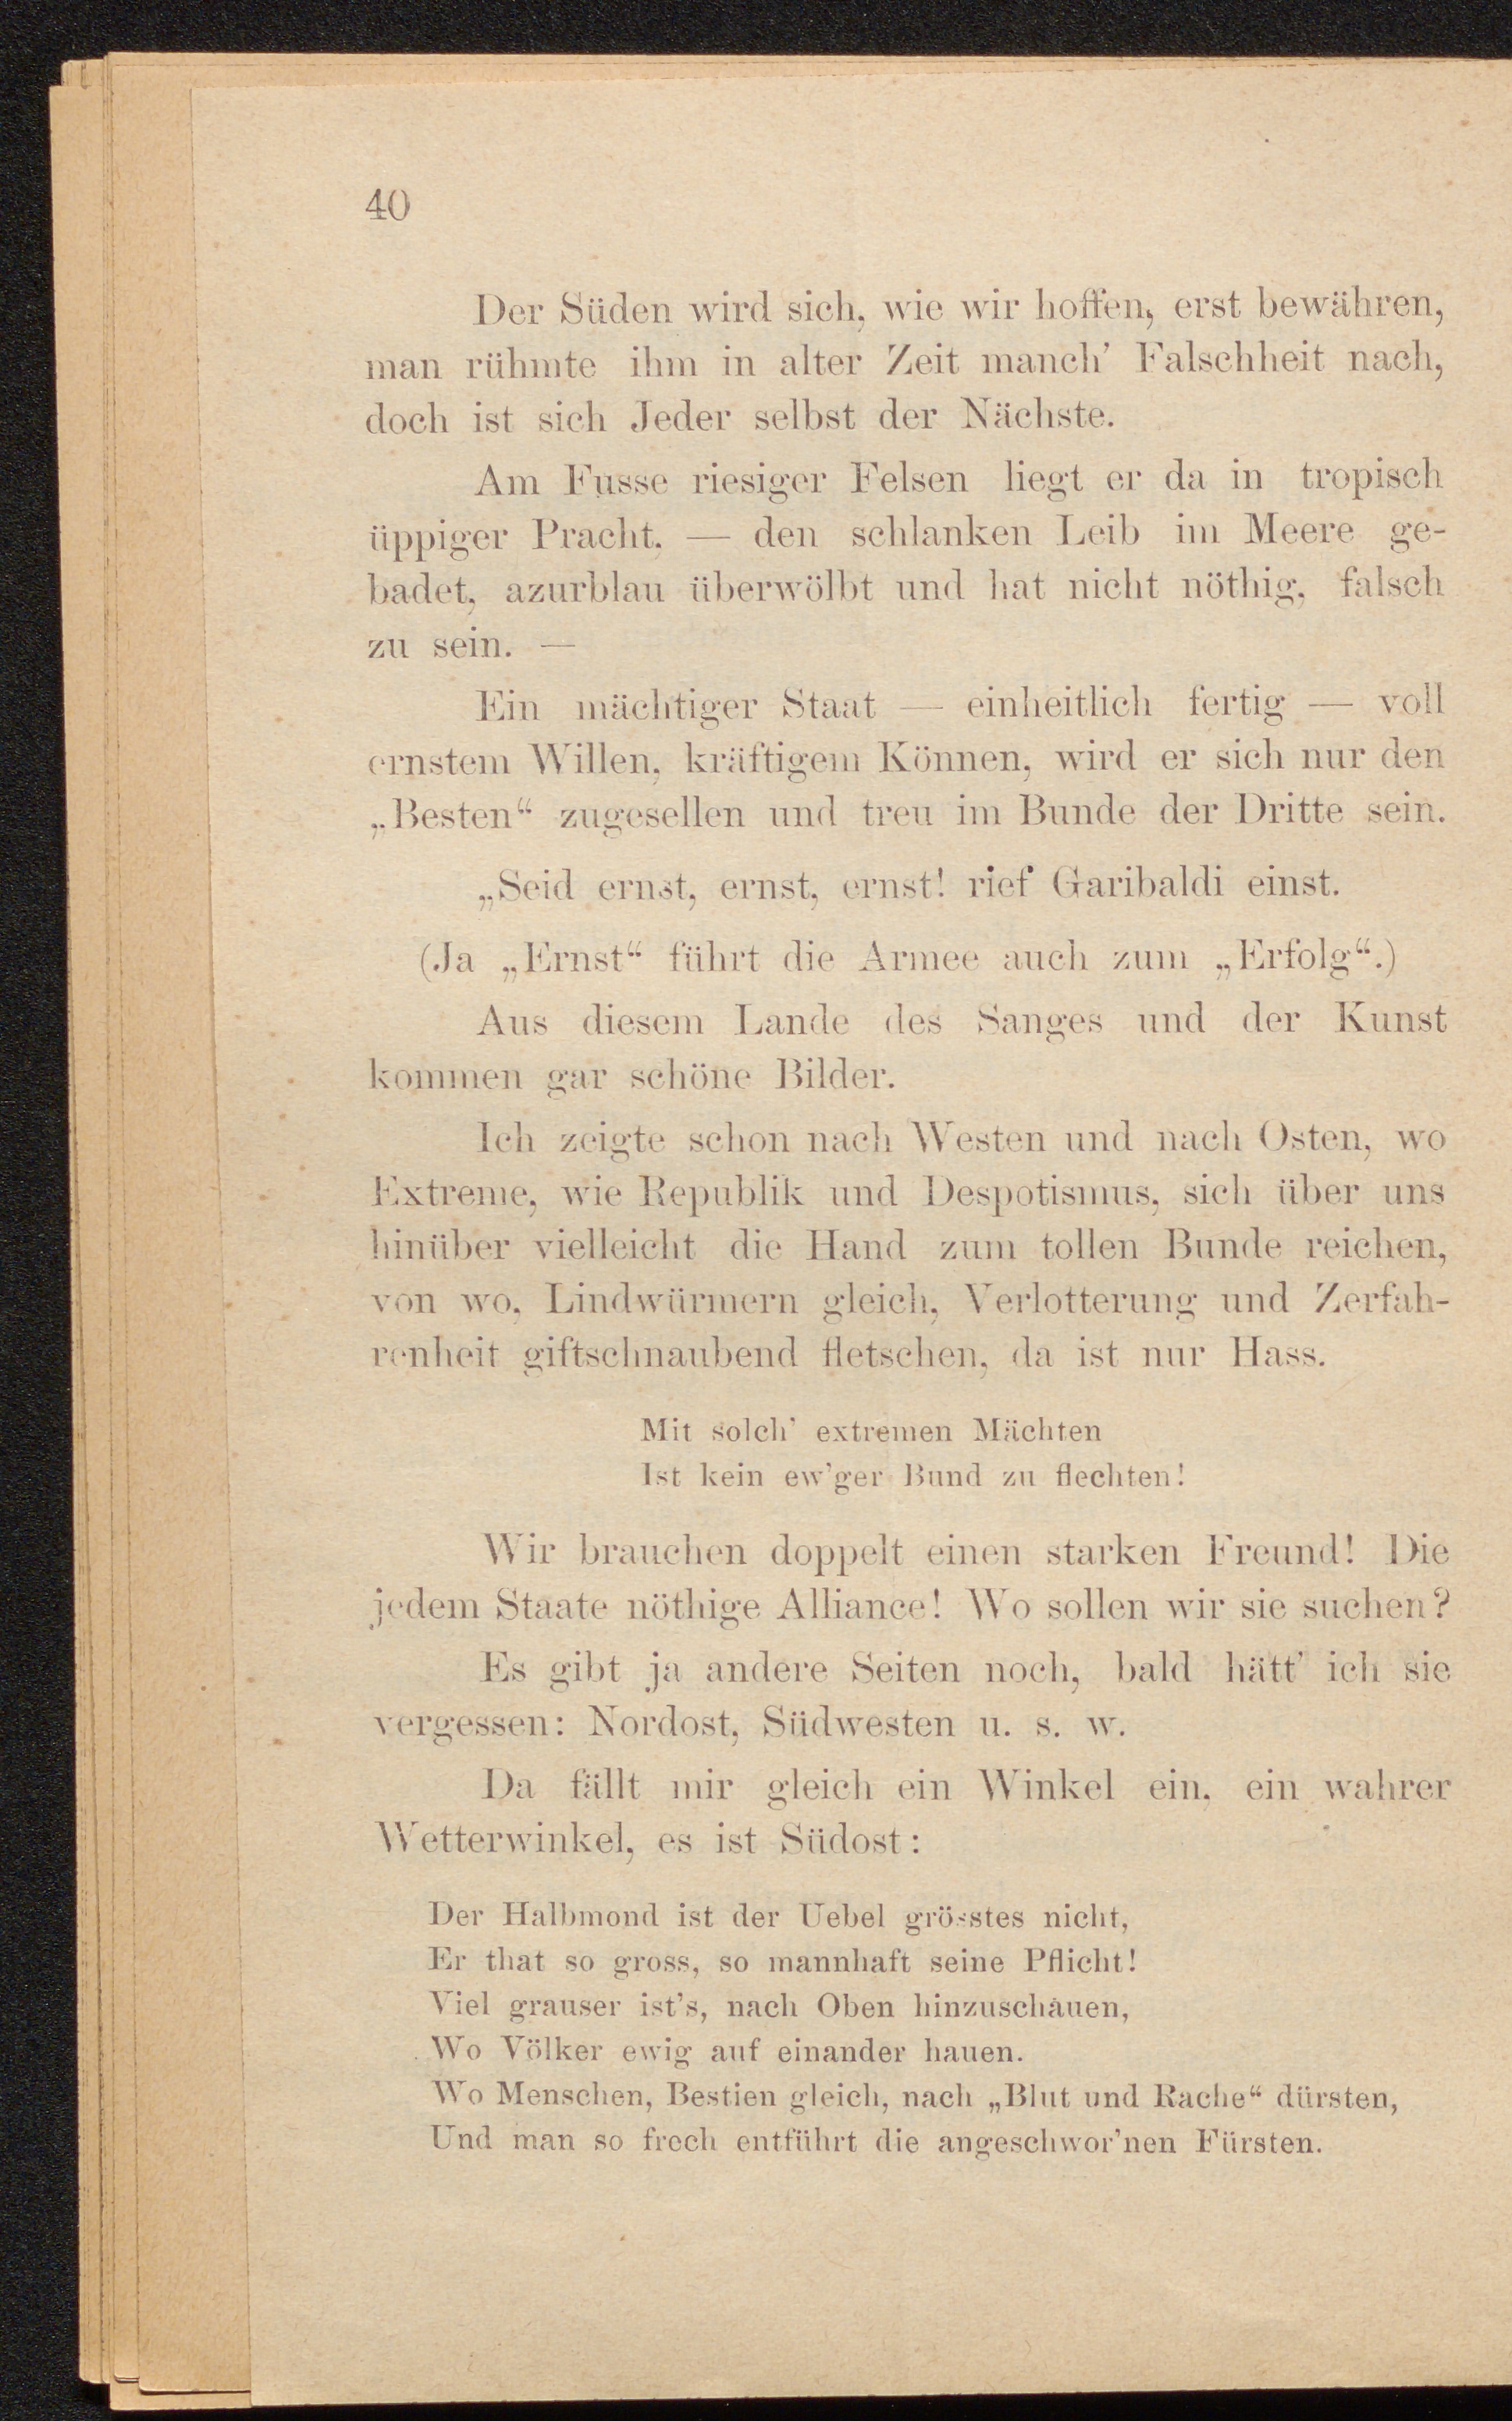 40
Der Süden wird sich, wie wir hoffen, erst bewähren,
man rühmte ihm in alter Zeit manch' Falschheit nach,
doch ist sich Jeder selbst der Nächste.
Am Fusse riesiger Felsen liegt er da in tropisch
üppiger Pracht, — den schlanken Leib im Meere ge-
badet, azurblau überwölbt und hat nicht nöthig, falsch
zu sein. —
Ein mächtiger Staat — einheitlich fertig — voll
ernstem Willen, kräftigem Können, wird er sich nur den
„Besten“ zugesellen und treu im Bunde der Dritte sein.
„Seid ernst, ernst, ernst! rief Garibaldi einst.
(Ja „Ernst“ führt die Armee auch zum „Erfolg“.)
Aus diesem Lande des Sanges und der Kunst
kommen gar schöne Bilder.
Ich zeigte schon nach Westen und nach Osten, wo
Extreme, wie Republik und Despotismus, sich über uns
hinüber vielleicht die Hand zum tollen Bunde reichen,
von wo, Lindwürmern gleich, Verlotterung und Zerfah-
renheit giftschnaubend fletschen, da ist nur Hass.
Mit solch' extremen Mächten
Ist kein ew'ger Bund zu flechten!
Wir brauchen doppelt einen starken Freund! Die
jedem Staate nöthige Alliance! Wo sollen wir sie suchen?
Es gibt ja andere Seiten noch, bald hätt' ich sie
vergessen: Nordost, Südwesten u. s. w.
Da fällt mir gleich ein Winkel ein, ein wahrer
Wetterwinkel, es ist Südost:
Der Halbmond ist der Uebel grösstes nicht,
Er that so gross, so mannhaft seine Pflicht!
Viel grauser ist's, nach Oben hinzuschauen,
Wo Völker ewig auf einander hauen.
Wo Menschen, Bestien gleich, nach „Blut und Rache“ dürsten,
Und man so frech entführt die angeschwor'nen Fürsten.